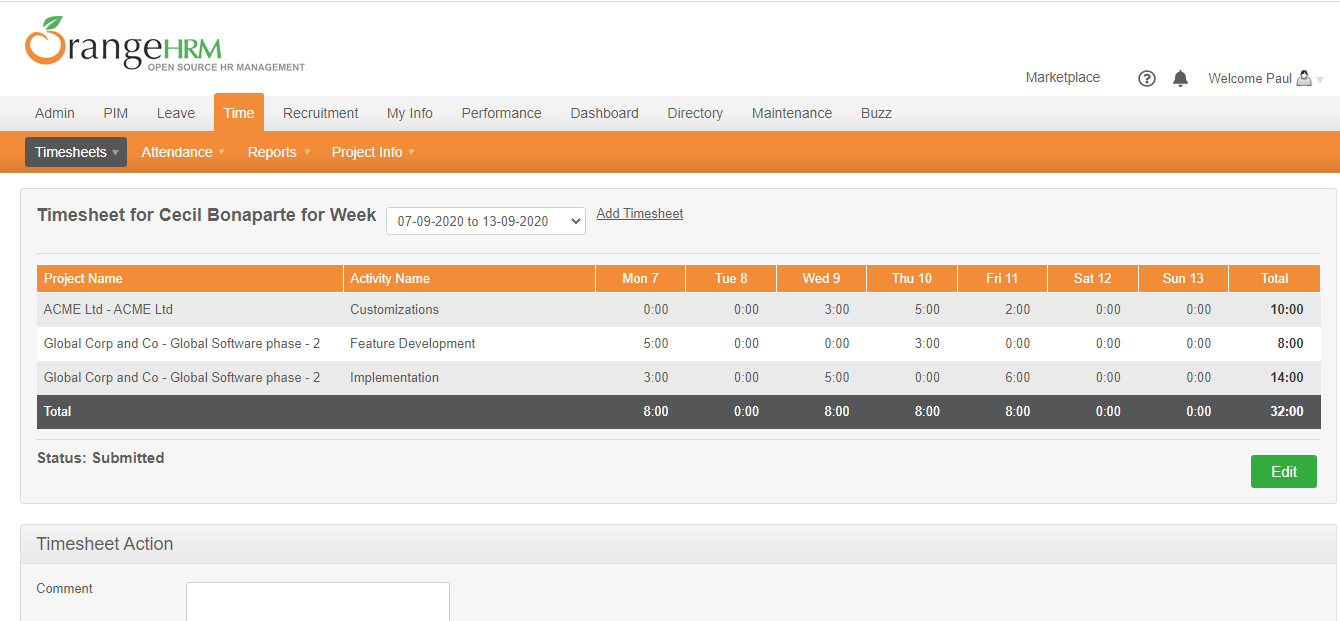 OrangeHRM
OPEN SOURCE HR MANAGEMENT
Marketplace ? Welcome Paul
Admin PIM Leave Time Recruitment My Info Performance Dashboard Directory Maintenance Buzz
Timesheets Attendance Reports Project Info
Timesheet for Cecil Bonaparte for Week 07-09-2020 to 13-09-2020 Add Timesheet
Project Name Activity Name Mon 7 Tue 8 Wed 9 Thu 10 Fri 11 Sat 12 Sun 13 Total
ACME Ltd - ACME Ltd Customizations 0:00 0:00 3:00 5:00 2:00 0:00 0:00 10:00
Global Corp and Co - Global Software phase - 2 Feature Development 5:00 0:00 0:00 3:00 0:00 0:00 0:00 8:00
Global Corp and Co - Global Software phase - 2 Implementation 3:00 0:00 5:00 0:00 6:00 0:00 0:00 14:00
Total 8:00 0:00 8:00 8:00 8:00 0:00 0:00 32:00
Status: Submitted
Edit
Timesheet Action
Comment